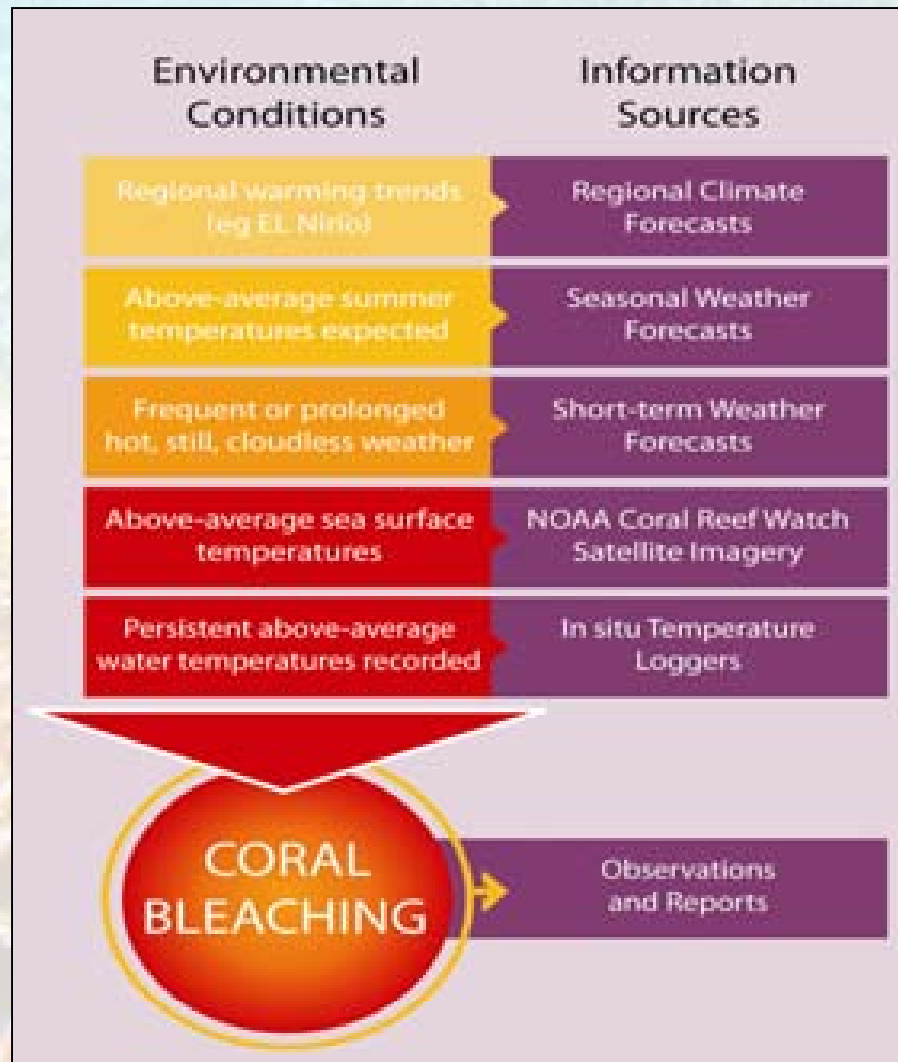 Environmental
Conditions
Information
Sources
Regional warming trends
(eg EL Niño)
Regional Climate
Forecasts
Above-average summer
temperatures expected
Seasonal Weather
Forecasts
Frequent or prolonged
hot, still, cloudless weather
Short-term Weather
Forecasts
Above-average sea surface
temperatures
NOAA Coral Reef Watch
Satellite Imagery
Persistent above-average
water temperatures recorded
In situ Temperature
Loggers
CORAL
BLEACHING
Observations
and Reports